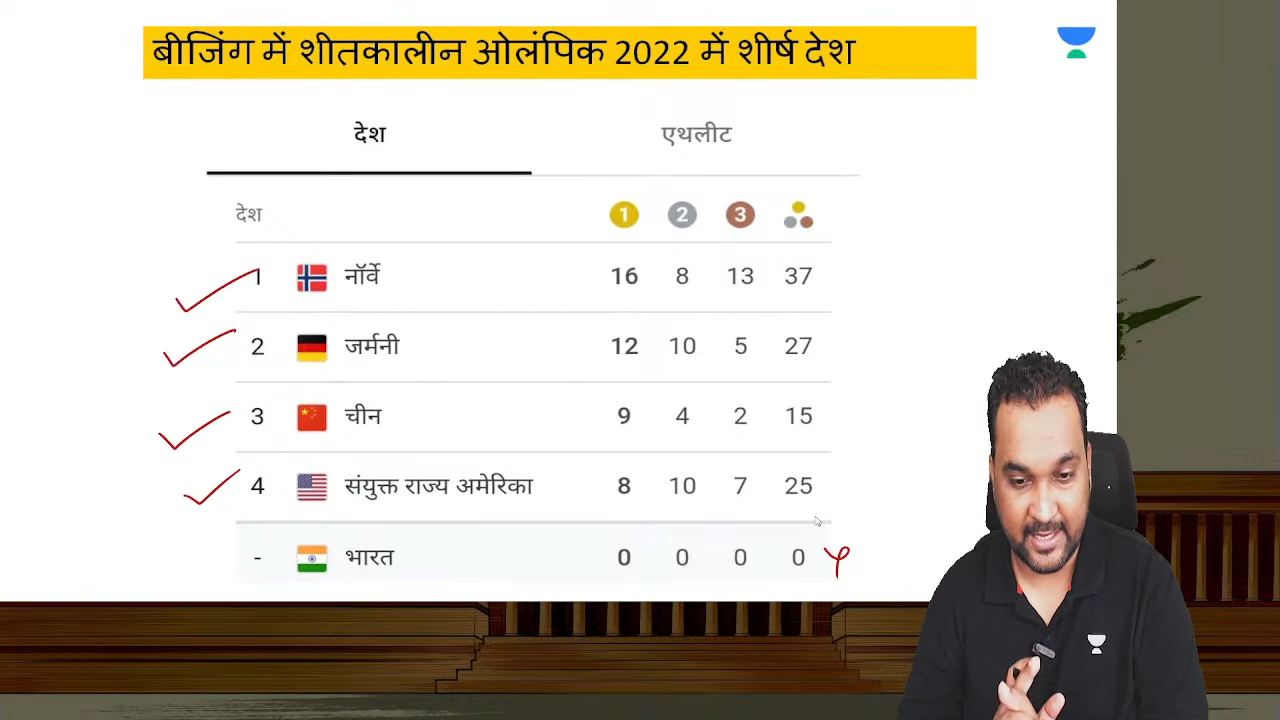 बीजिंग में शीतकालीन ओलंपिक 2022 में शीर्ष देश
देश एथलीट
देश 1 2 3
1 नॉर्वे 16 8 13 37
2 जर्मनी 12 10 5 27
3 चीन 9 4 2 15
4 संयुक्त राज्य अमेरिका 8 10 7 25
- भारत 0 0 0 0